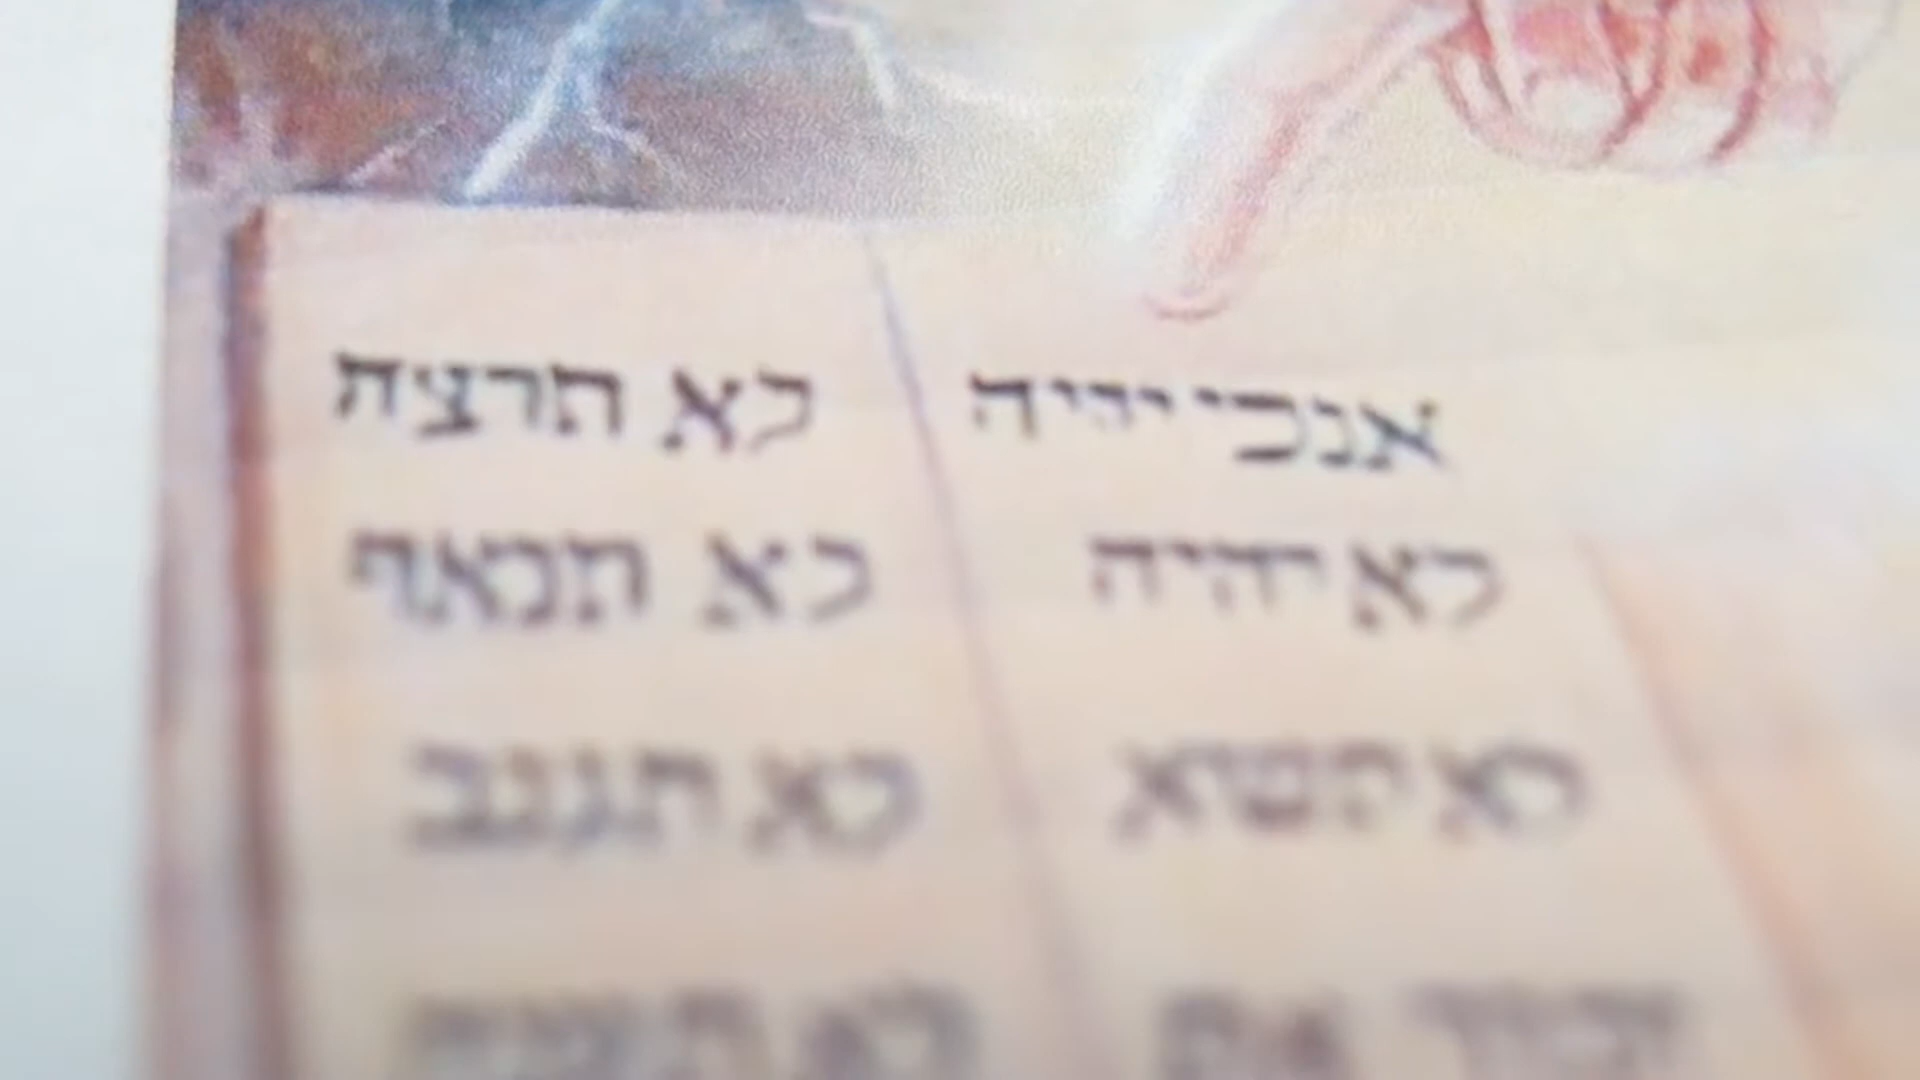 אנכי יהוה
לא יהיה
לא תשא
לא תרצח
לא תנאף
לא תגנב